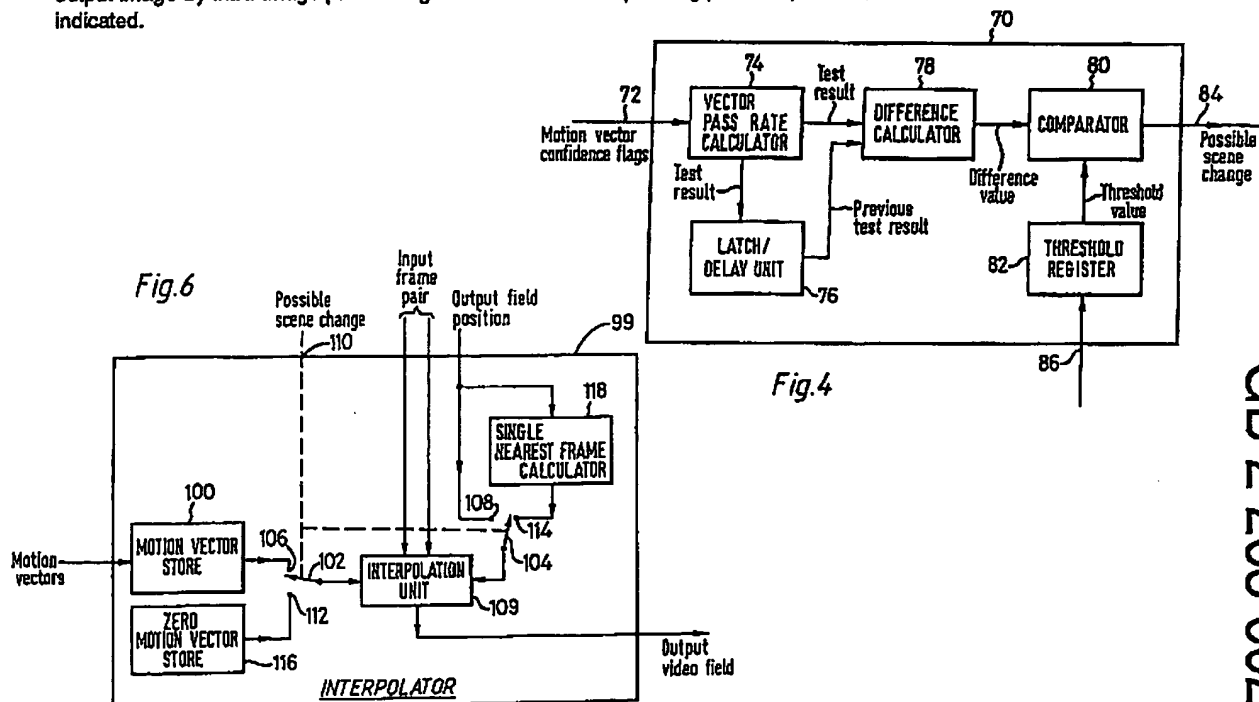 indicated.
70
72
Motion vector
confidence flags
74
VECTOR
PASS RATE
CALCULATOR
Test
result
78
DIFFERENCE
CALCULATOR
80
COMPARATOR
84
Possible
scene
change
Test
result
Previous
test result
Difference
value
Threshold
value
LATCH/
DELAY UNIT
76
82
THRESHOLD
REGISTER
86
Fig.4
Fig.6
Possible
scene change
110
Input
frame
pair
Output field
position
99
118
SINGLE
NEAREST FRAME
CALCULATOR
108
114
104
Motion
vectors
100
MOTION VECTOR
STORE
106
102
INTERPOLATION
UNIT
109
112
ZERO
MOTION VECTOR
STORE
116
Output
video field
INTERPOLATOR